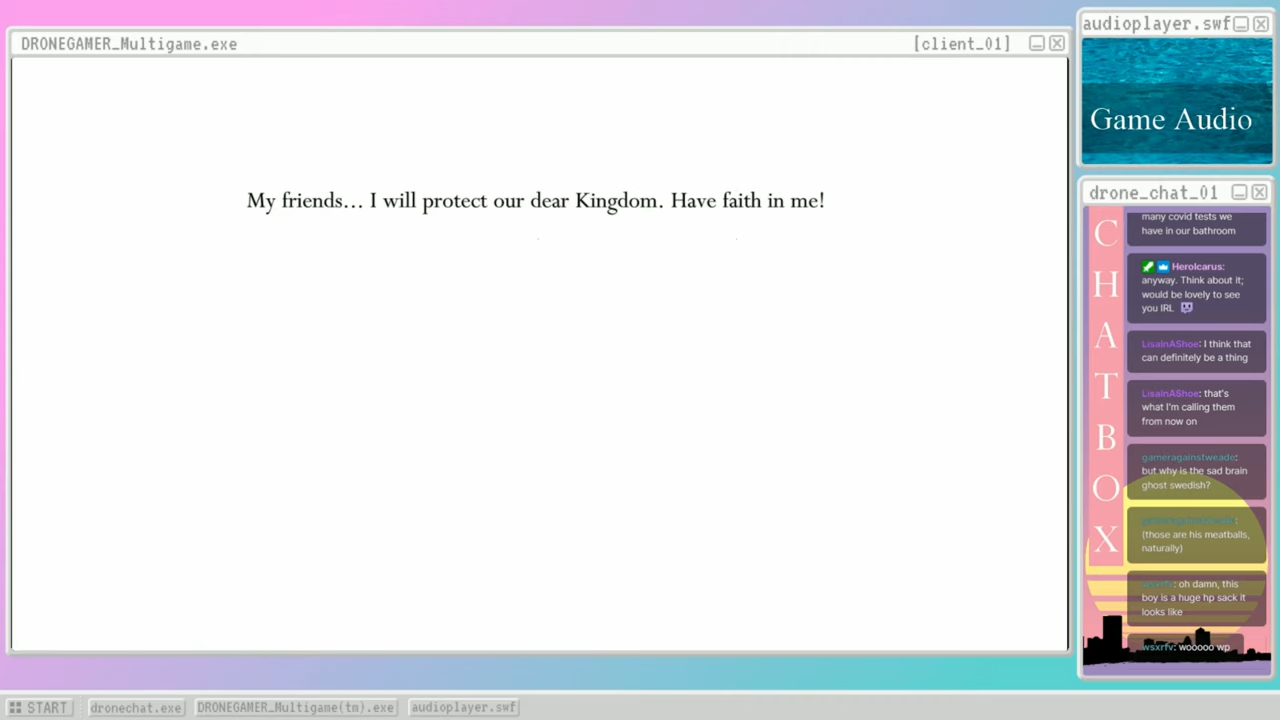 DRONEGAMER_Multigame.exe
[client_01]
audioplayer.swf
Game Audio
My friends... I will protect our dear Kingdom. Have faith in me!
drone_chat_01
CHATBOX
many covid tests we
have in our bathroom
HeroIcarus:
anyway. Think about it;
would be lovely to see
you IRL
LisaInAShoe: I think that
can definitely be a thing
LisaInAShoe: that's
what I'm calling them
from now on
gameragainstweade:
but why is the sad brain
ghost swedish?
(those are his meatballs,
naturally)
wsxrfv: oh damn, this
boy is a huge hp sack it
looks like
wsxrfv: wooooo wp
START
dronechat.exe
DRONEGAMER_Multigame(tm).exe
audioplayer.swf